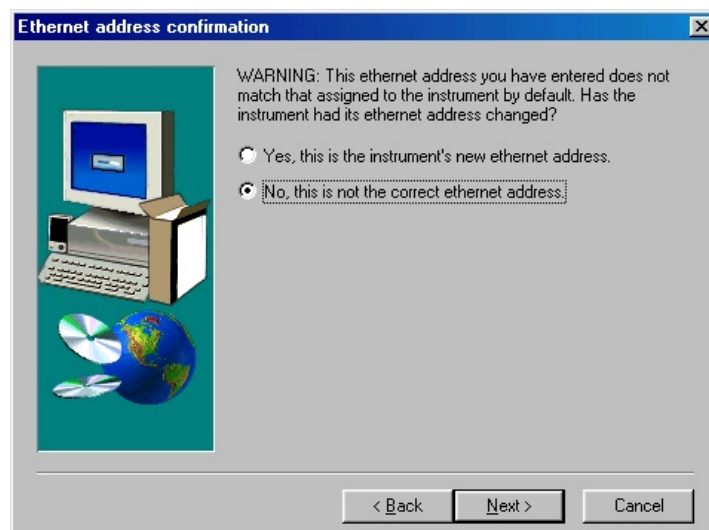 Ethernet address confirmation
WARNING: This ethernet address you have entered does not
match that assigned to the instrument by default. Has the
instrument had its ethernet address changed?
Yes, this is the instrument's new ethernet address.
No, this is not the correct ethernet address.
< Back
Next >
Cancel